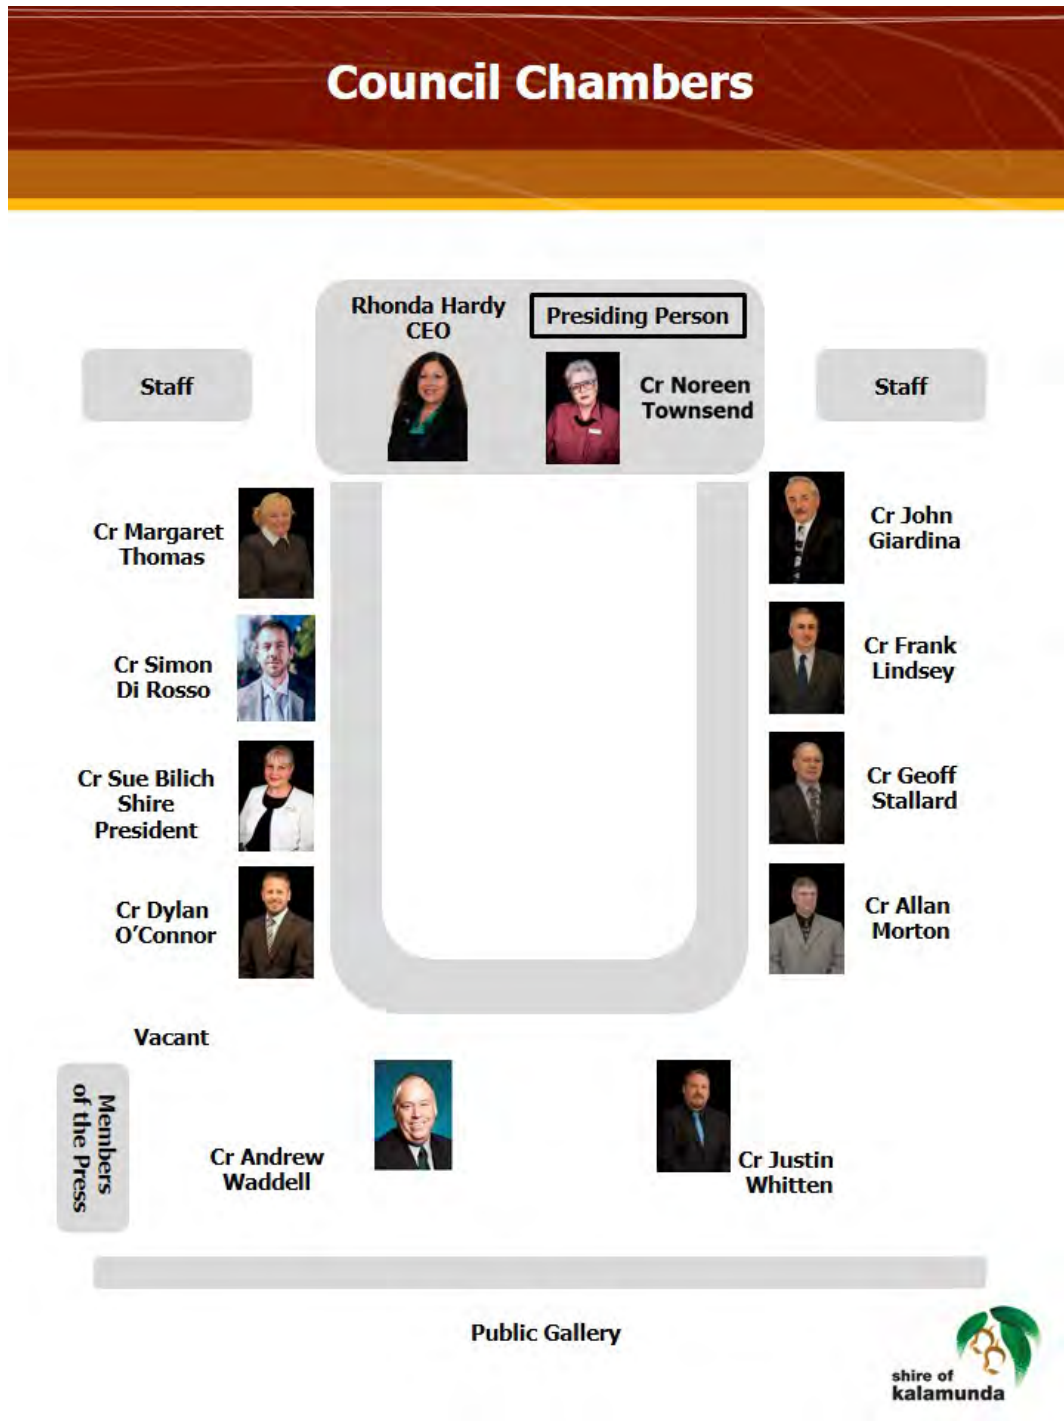 Council Chambers
Rhonda Hardy
CEO
Presiding Person
Cr Noreen
Townsend
Staff
Staff
Cr Margaret
Thomas
Cr John
Giardina
Cr Simon
Di Rosso
Cr Frank
Lindsey
Cr Sue Bilich
Shire
President
Cr Geoff
Stallard
Cr Dylan
O'Connor
Cr Allan
Morton
Vacant
Members
of the Press
Cr Andrew
Waddell
Cr Justin
Whitten
Public Gallery
shire of
kalamunda